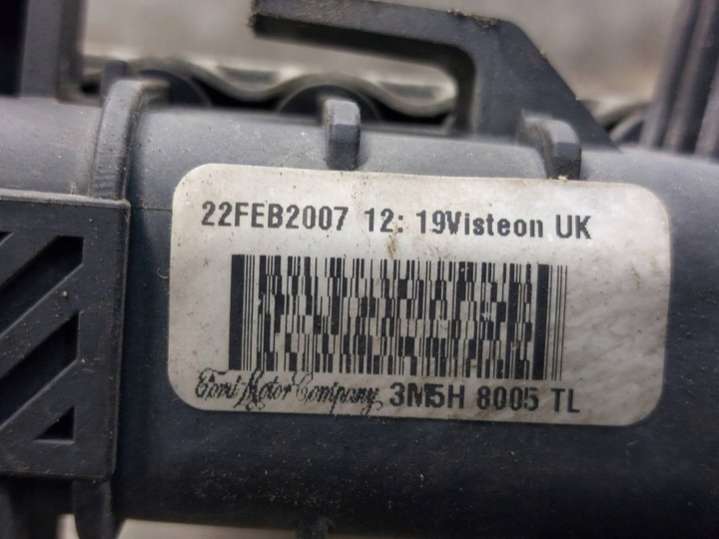 22FEB2007 12: 19Visteon UK
Ford Motor Company, 3M5H 8005 TL